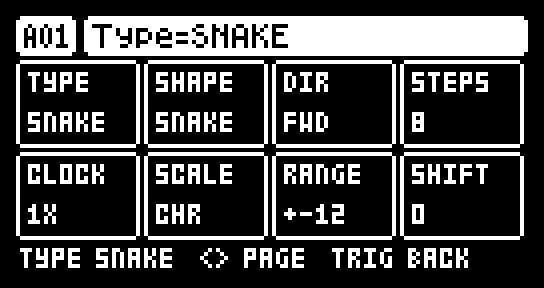 A01 Type=SNAKE
TYPE SHAPE DIR STEPS
SNAKE SNAKE FWD 8
CLOCK SCALE RANGE SHIFT
1X CHR +-12 0
TYPE SNAKE <> PAGE TRIG BACK